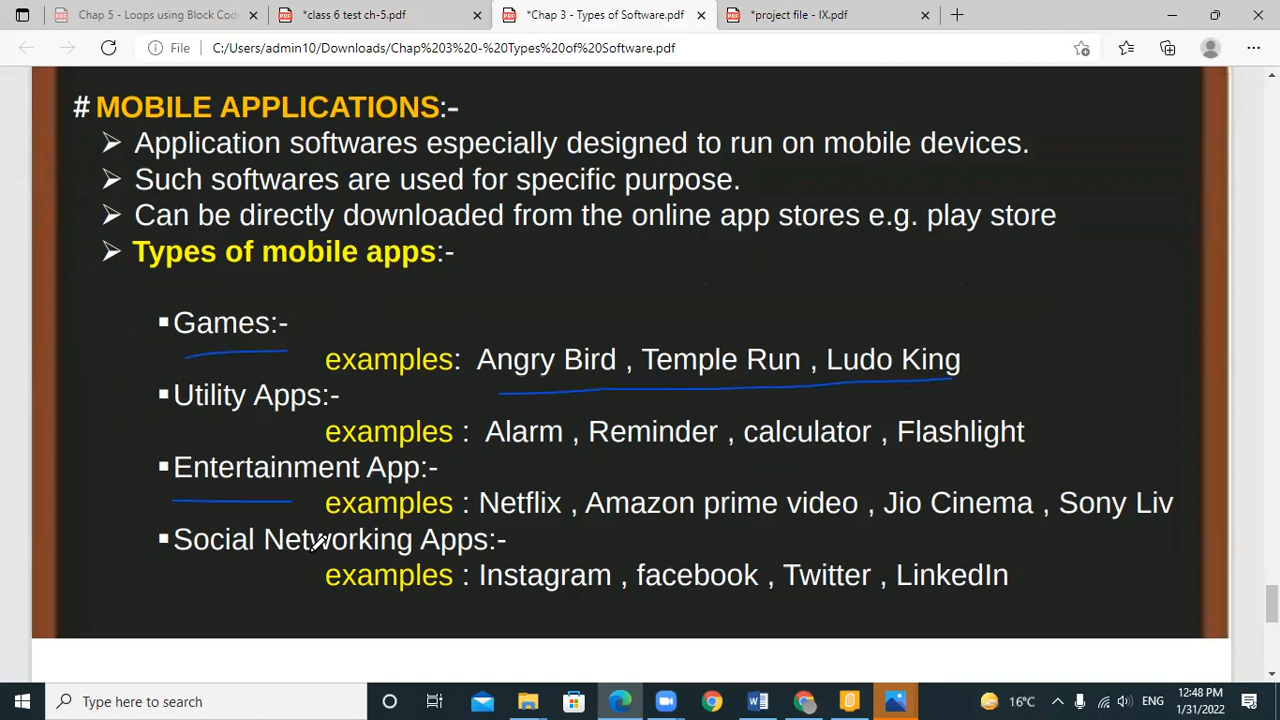 Chap 5 - Loops using Block Cod
*class 6 test ch-5.pdf
*Chap 3 - Types of Software.pdf
*project file - IX.pdf
File
C:/Users/admin10/Downloads/Chap%203%20-%20Types%20of%20Software.pdf
# MOBILE APPLICATIONS:-
➢ Application softwares especially designed to run on mobile devices.
➢ Such softwares are used for specific purpose.
➢ Can be directly downloaded from the online app stores e.g. play store
➢ Types of mobile apps:-
▪Games:-
examples: Angry Bird , Temple Run , Ludo King
▪Utility Apps:-
examples : Alarm , Reminder , calculator , Flashlight
▪Entertainment App:-
examples : Netflix , Amazon prime video , Jio Cinema , Sony Liv
▪Social Networking Apps:-
examples : Instagram , facebook , Twitter , LinkedIn
Type here to search
16°C
ENG
12:48 PM
1/31/2022